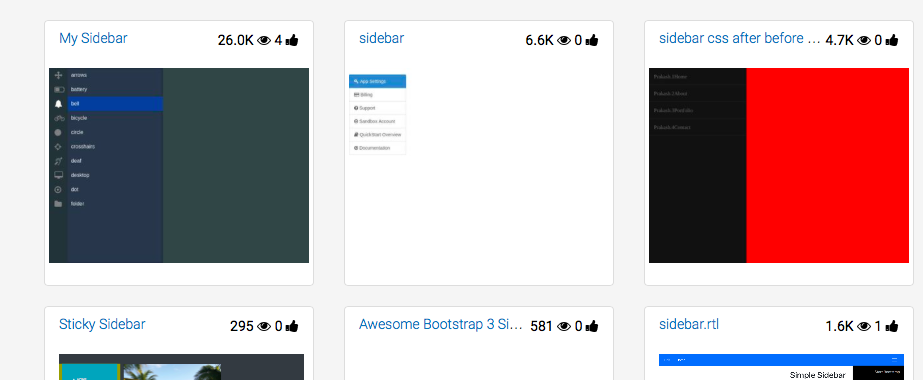 My Sidebar 26.0K 4
sidebar 6.6K 0
sidebar css after before ... 4.7K 0
arrows
battery
bell
bicycle
circle
crosshairs
deaf
desktop
dot
folder
App Settings
Billing
Support
Sandbox Account
QuickStart Overview
Documentation
Sticky Sidebar 295 0
Awesome Bootstrap 3 Si... 581 0
sidebar.rtl 1.6K 1
Simple Sidebar
Start Bootstrap